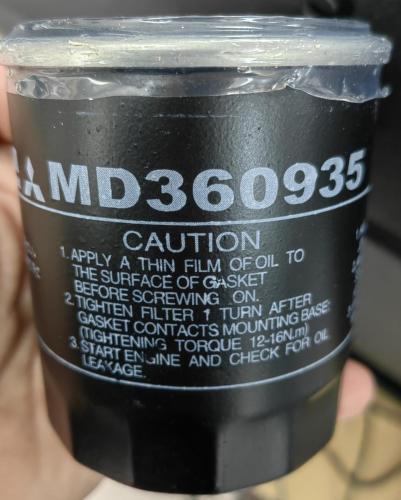 MD360935
CAUTION
1. APPLY A THIN FILM OF OIL TO
THE SURFACE OF GASKET
BEFORE SCREWING ON.
2. TIGHTEN FILTER 1 TURN AFTER
GASKET CONTACTS MOUNTING BASE:
(TIGHTENING TORQUE 12-16N.m)
3. START ENGINE AND CHECK FOR OIL
LEAKAGE.